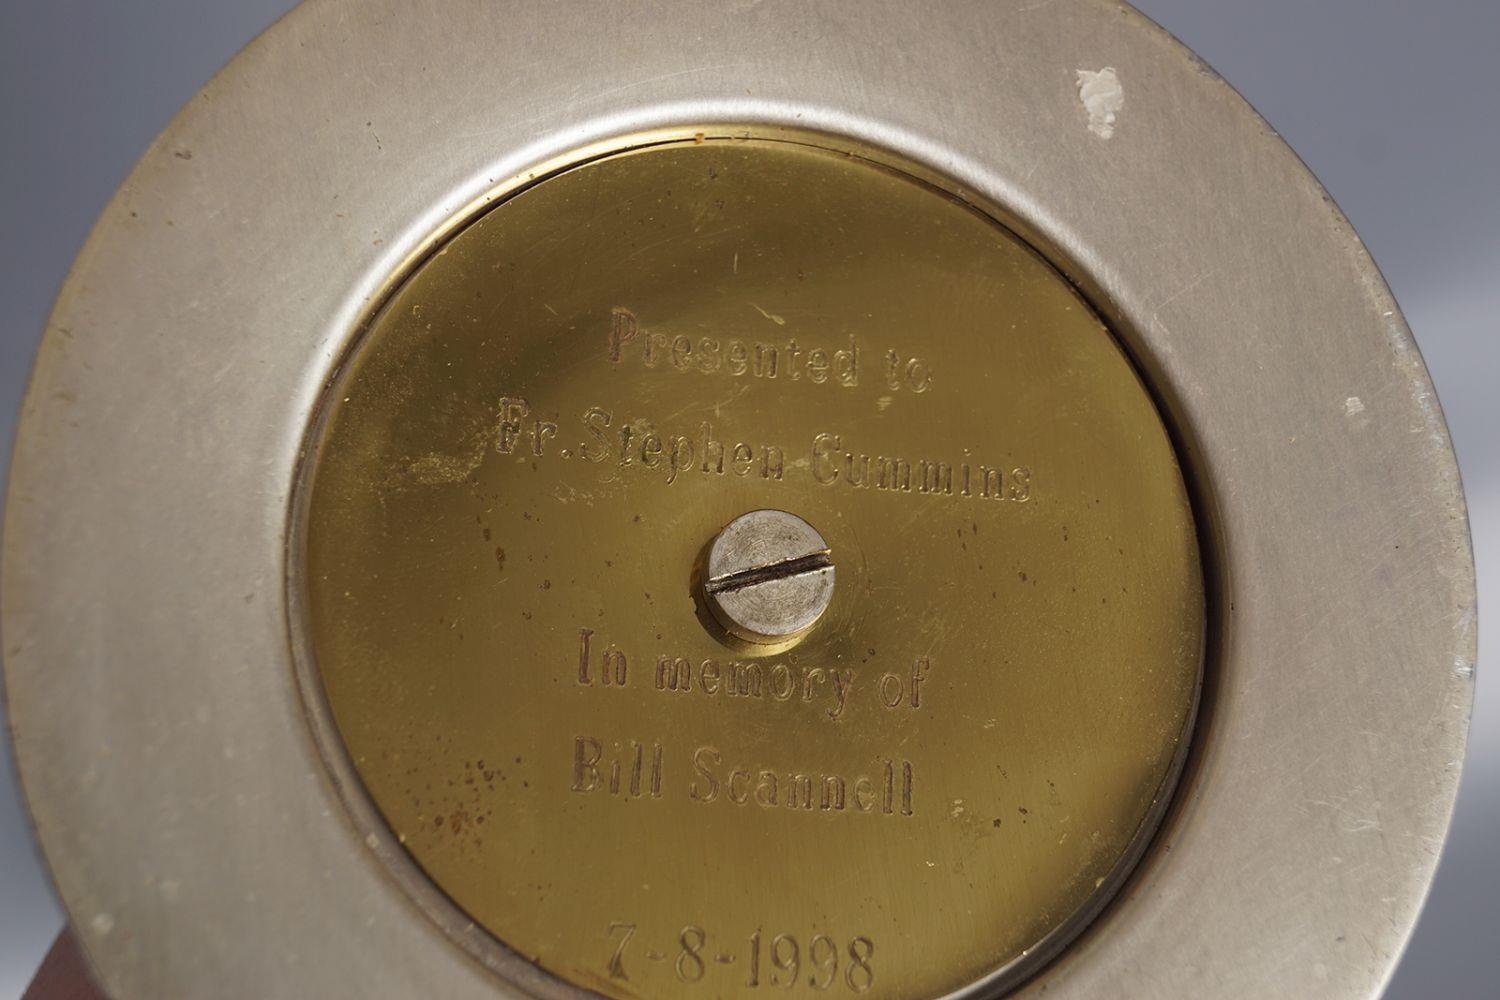 Presented to
Fr. Stephen Cummins
In memory of
Bill Scannell
7-8-1998